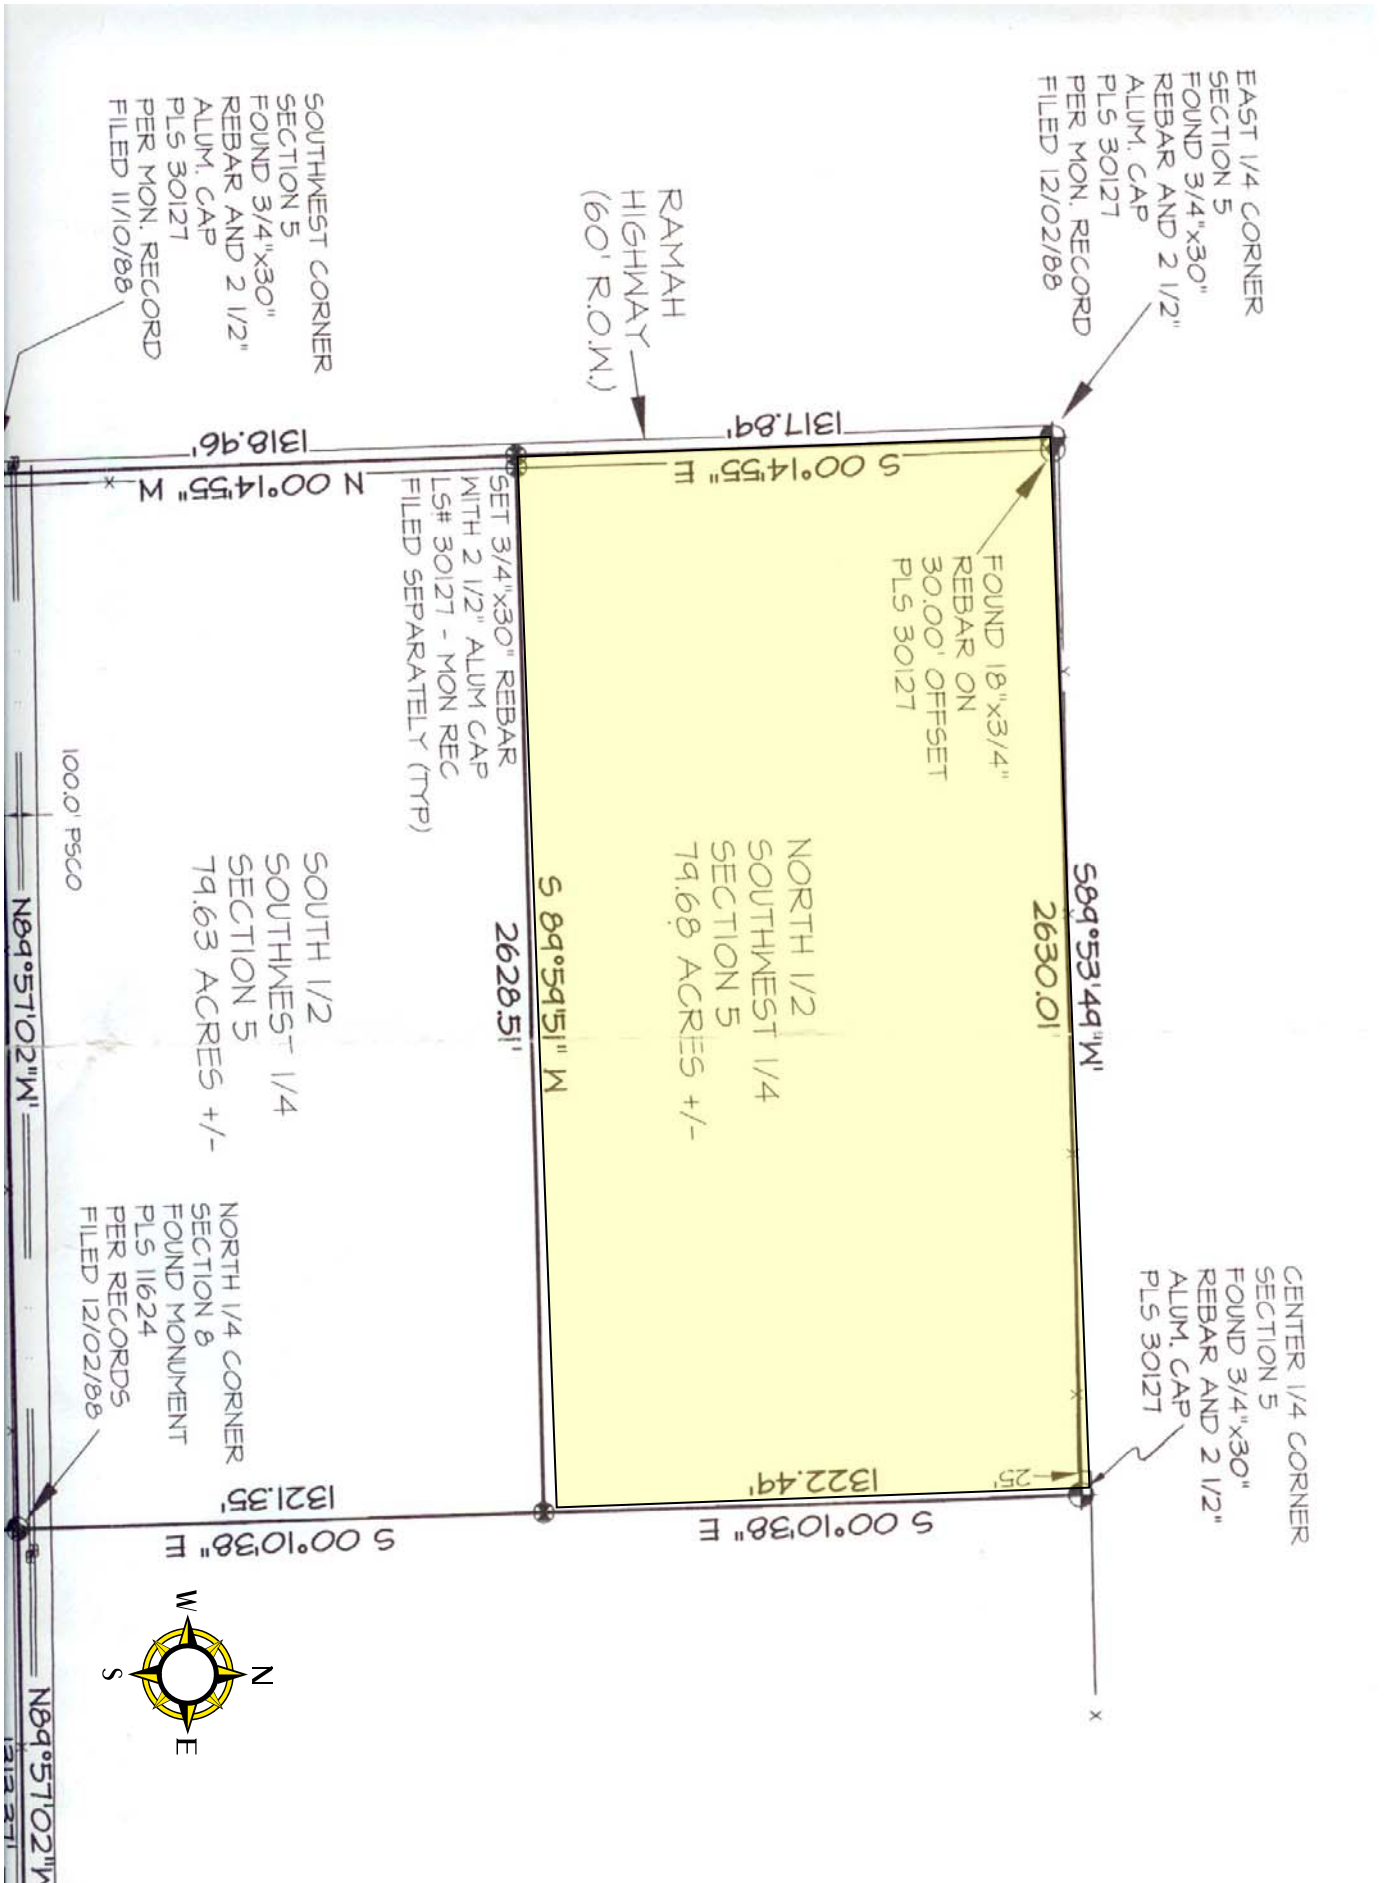 EAST 1/4 CORNER
SECTION 5
FOUND 3/4"x30"
REBAR AND 2 1/2"
ALUM. CAP
PLS 30127
PER MON. RECORD
FILED 12/02/88
CENTER 1/4 CORNER
SECTION 5
FOUND 3/4"x30"
REBAR AND 2 1/2"
ALUM. CAP
PLS 30127
S89°53'49"W
2630.01'
25'
FOUND 18"x3/4"
REBAR ON
30.00' OFFSET
PLS 30127
1317.89'
S 00°14'55" E
RAMAH
HIGHWAY
(60' R.O.W.)
NORTH 1/2
SOUTHWEST 1/4
SECTION 5
79.68 ACRES +/-
1322.49'
S 00°10'38" E
S 89°59'51" W
2628.51'
SET 3/4"x30" REBAR
WITH 2 1/2" ALUM CAP
LS# 30127 - MON REC
FILED SEPARATELY (TYP)
1318.96'
N 00°14'55" W
SOUTHWEST CORNER
SECTION 5
FOUND 3/4"x30"
REBAR AND 2 1/2"
ALUM. CAP
PLS 30127
PER MON. RECORD
FILED 11/10/88
SOUTH 1/2
SOUTHWEST 1/4
SECTION 5
79.63 ACRES +/-
1321.35'
S 00°10'38" E
NORTH 1/4 CORNER
SECTION 8
FOUND MONUMENT
PLS 11624
PER RECORDS
FILED 12/02/88
100.0' PSCO
N89°57'02"W'
N89°57'02"W
N
W
E
S